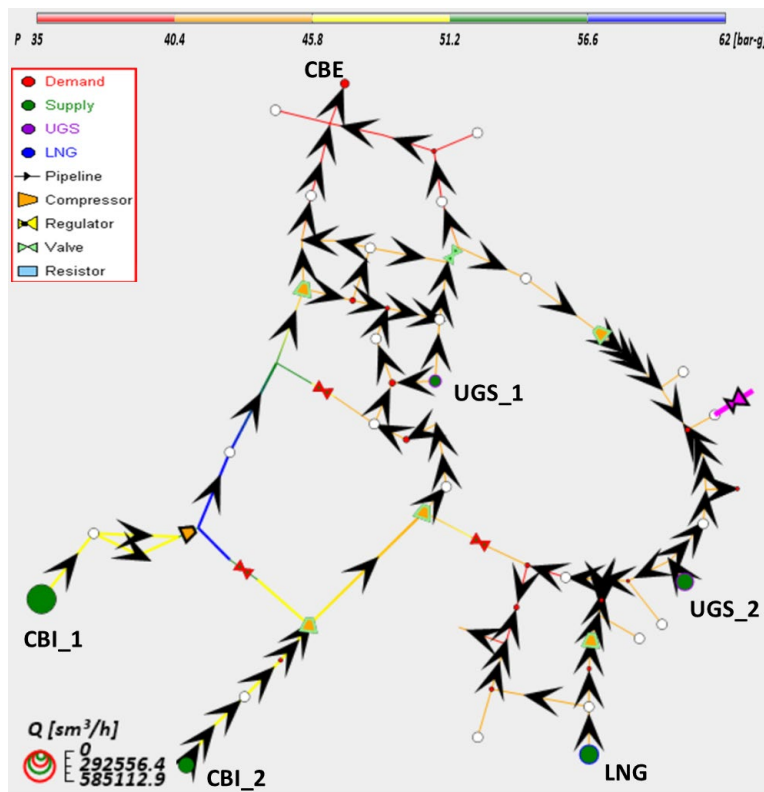 P 35 40.4 45.8 51.2 56.6 62 [bar-g]
CBE
Demand
Supply
UGS
LNG
Pipeline
Compressor
Regulator
Valve
Resistor
UGS_1
UGS_2
CBI_1
Q [sm³/h]
0
292556.4
585112.9
CBI_2
LNG